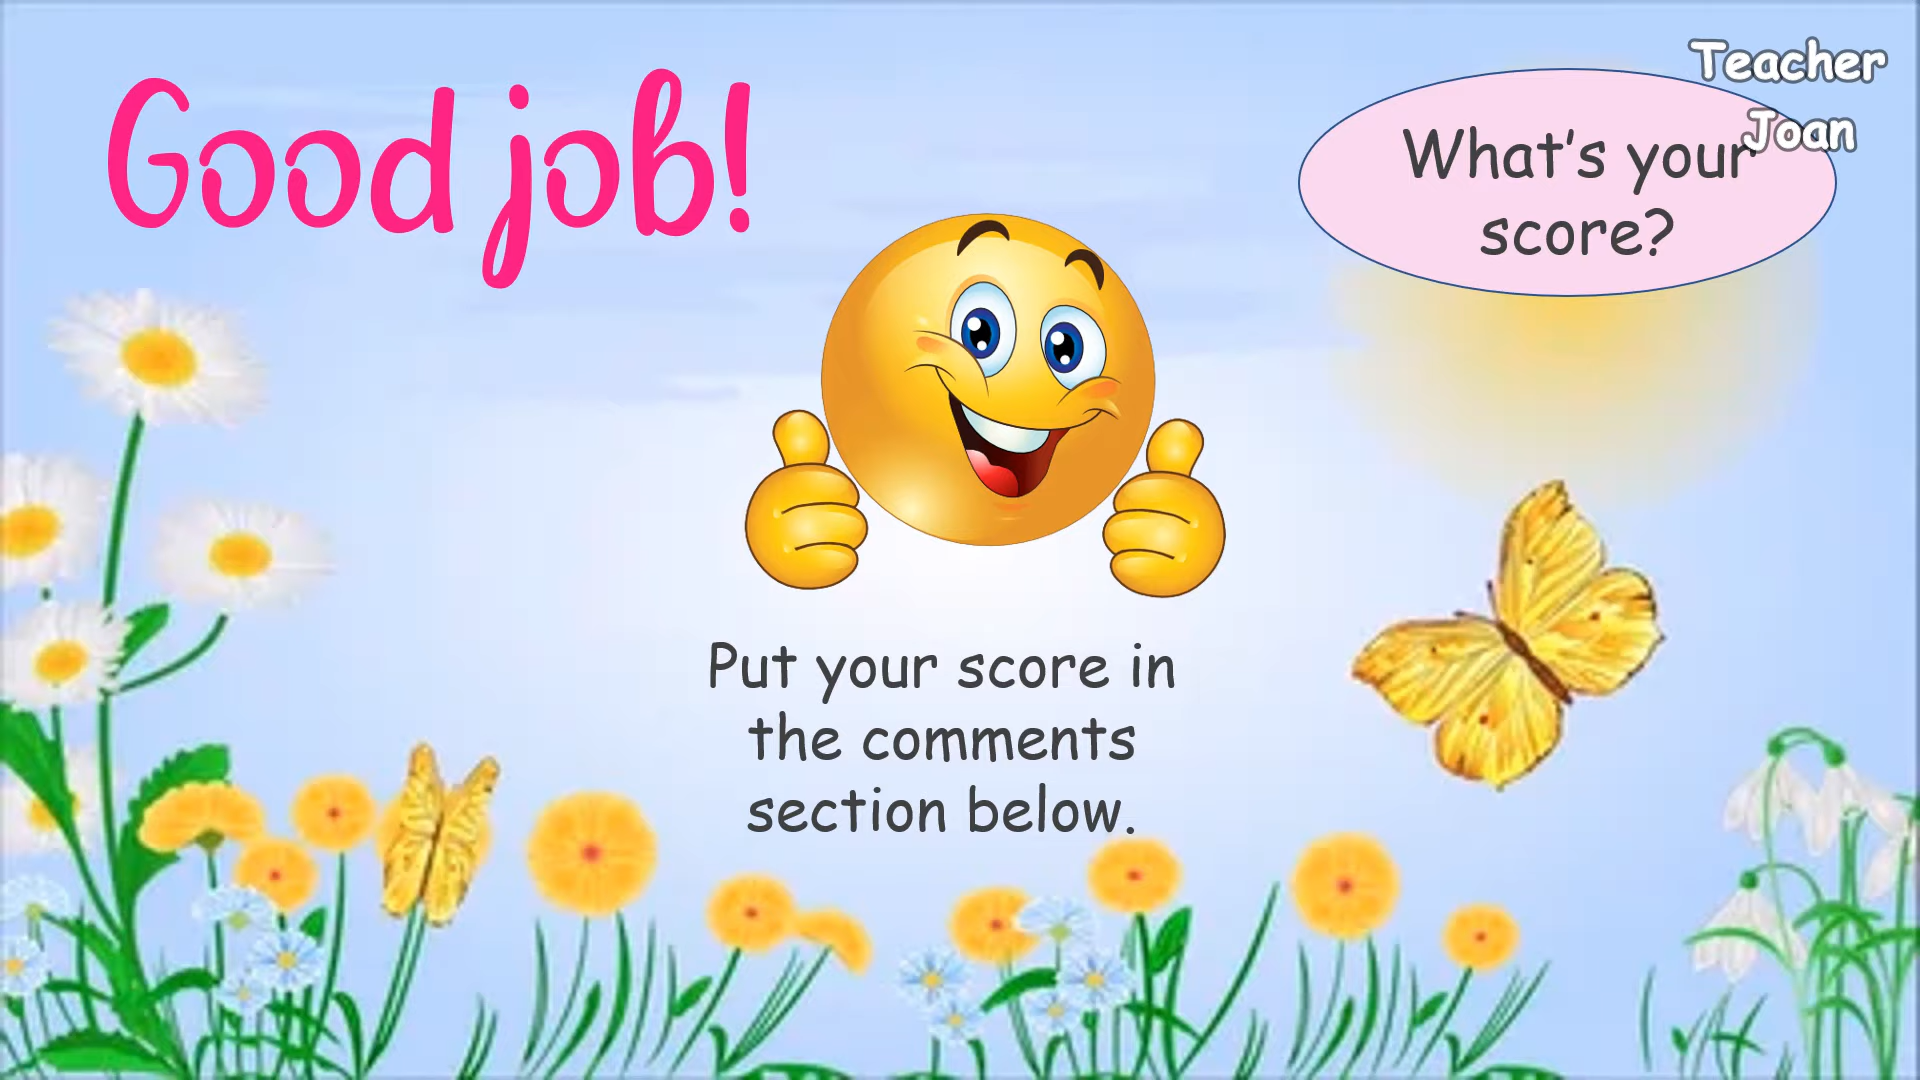 Good job!
Teacher
Joan
What's your
score?
Put your score in
the comments
section below.